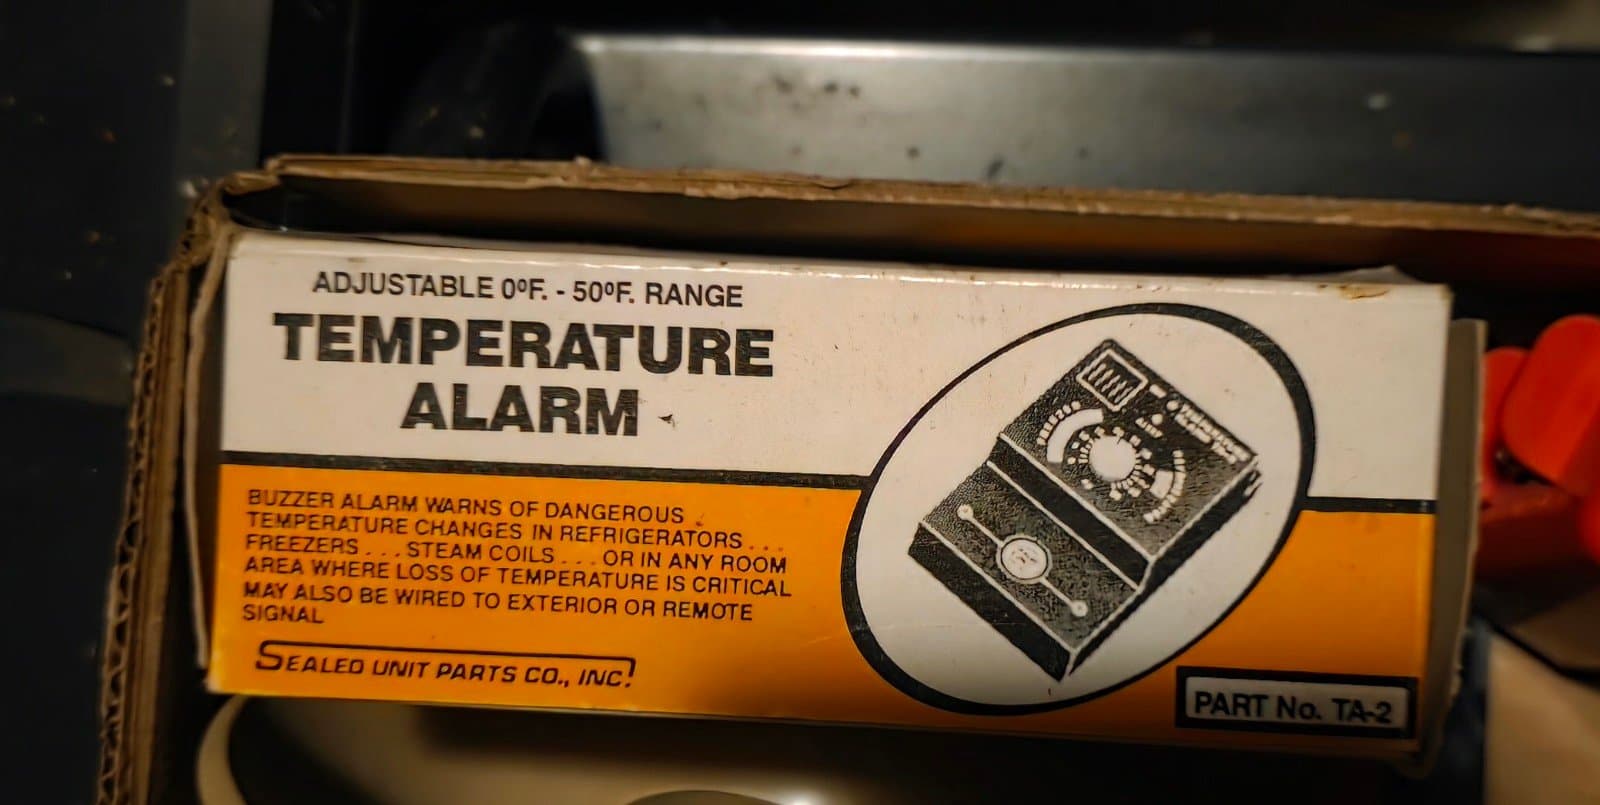 ADJUSTABLE 0ºF. - 50ºF. RANGE
TEMPERATURE
ALARM
BUZZER ALARM WARNS OF DANGEROUS
TEMPERATURE CHANGES IN REFRIGERATORS . . .
FREEZERS . . . STEAM COILS . . . OR IN ANY ROOM
AREA WHERE LOSS OF TEMPERATURE IS CRITICAL
MAY ALSO BE WIRED TO EXTERIOR OR REMOTE
SIGNAL
SEALED UNIT PARTS CO., INC.
PART No. TA-2